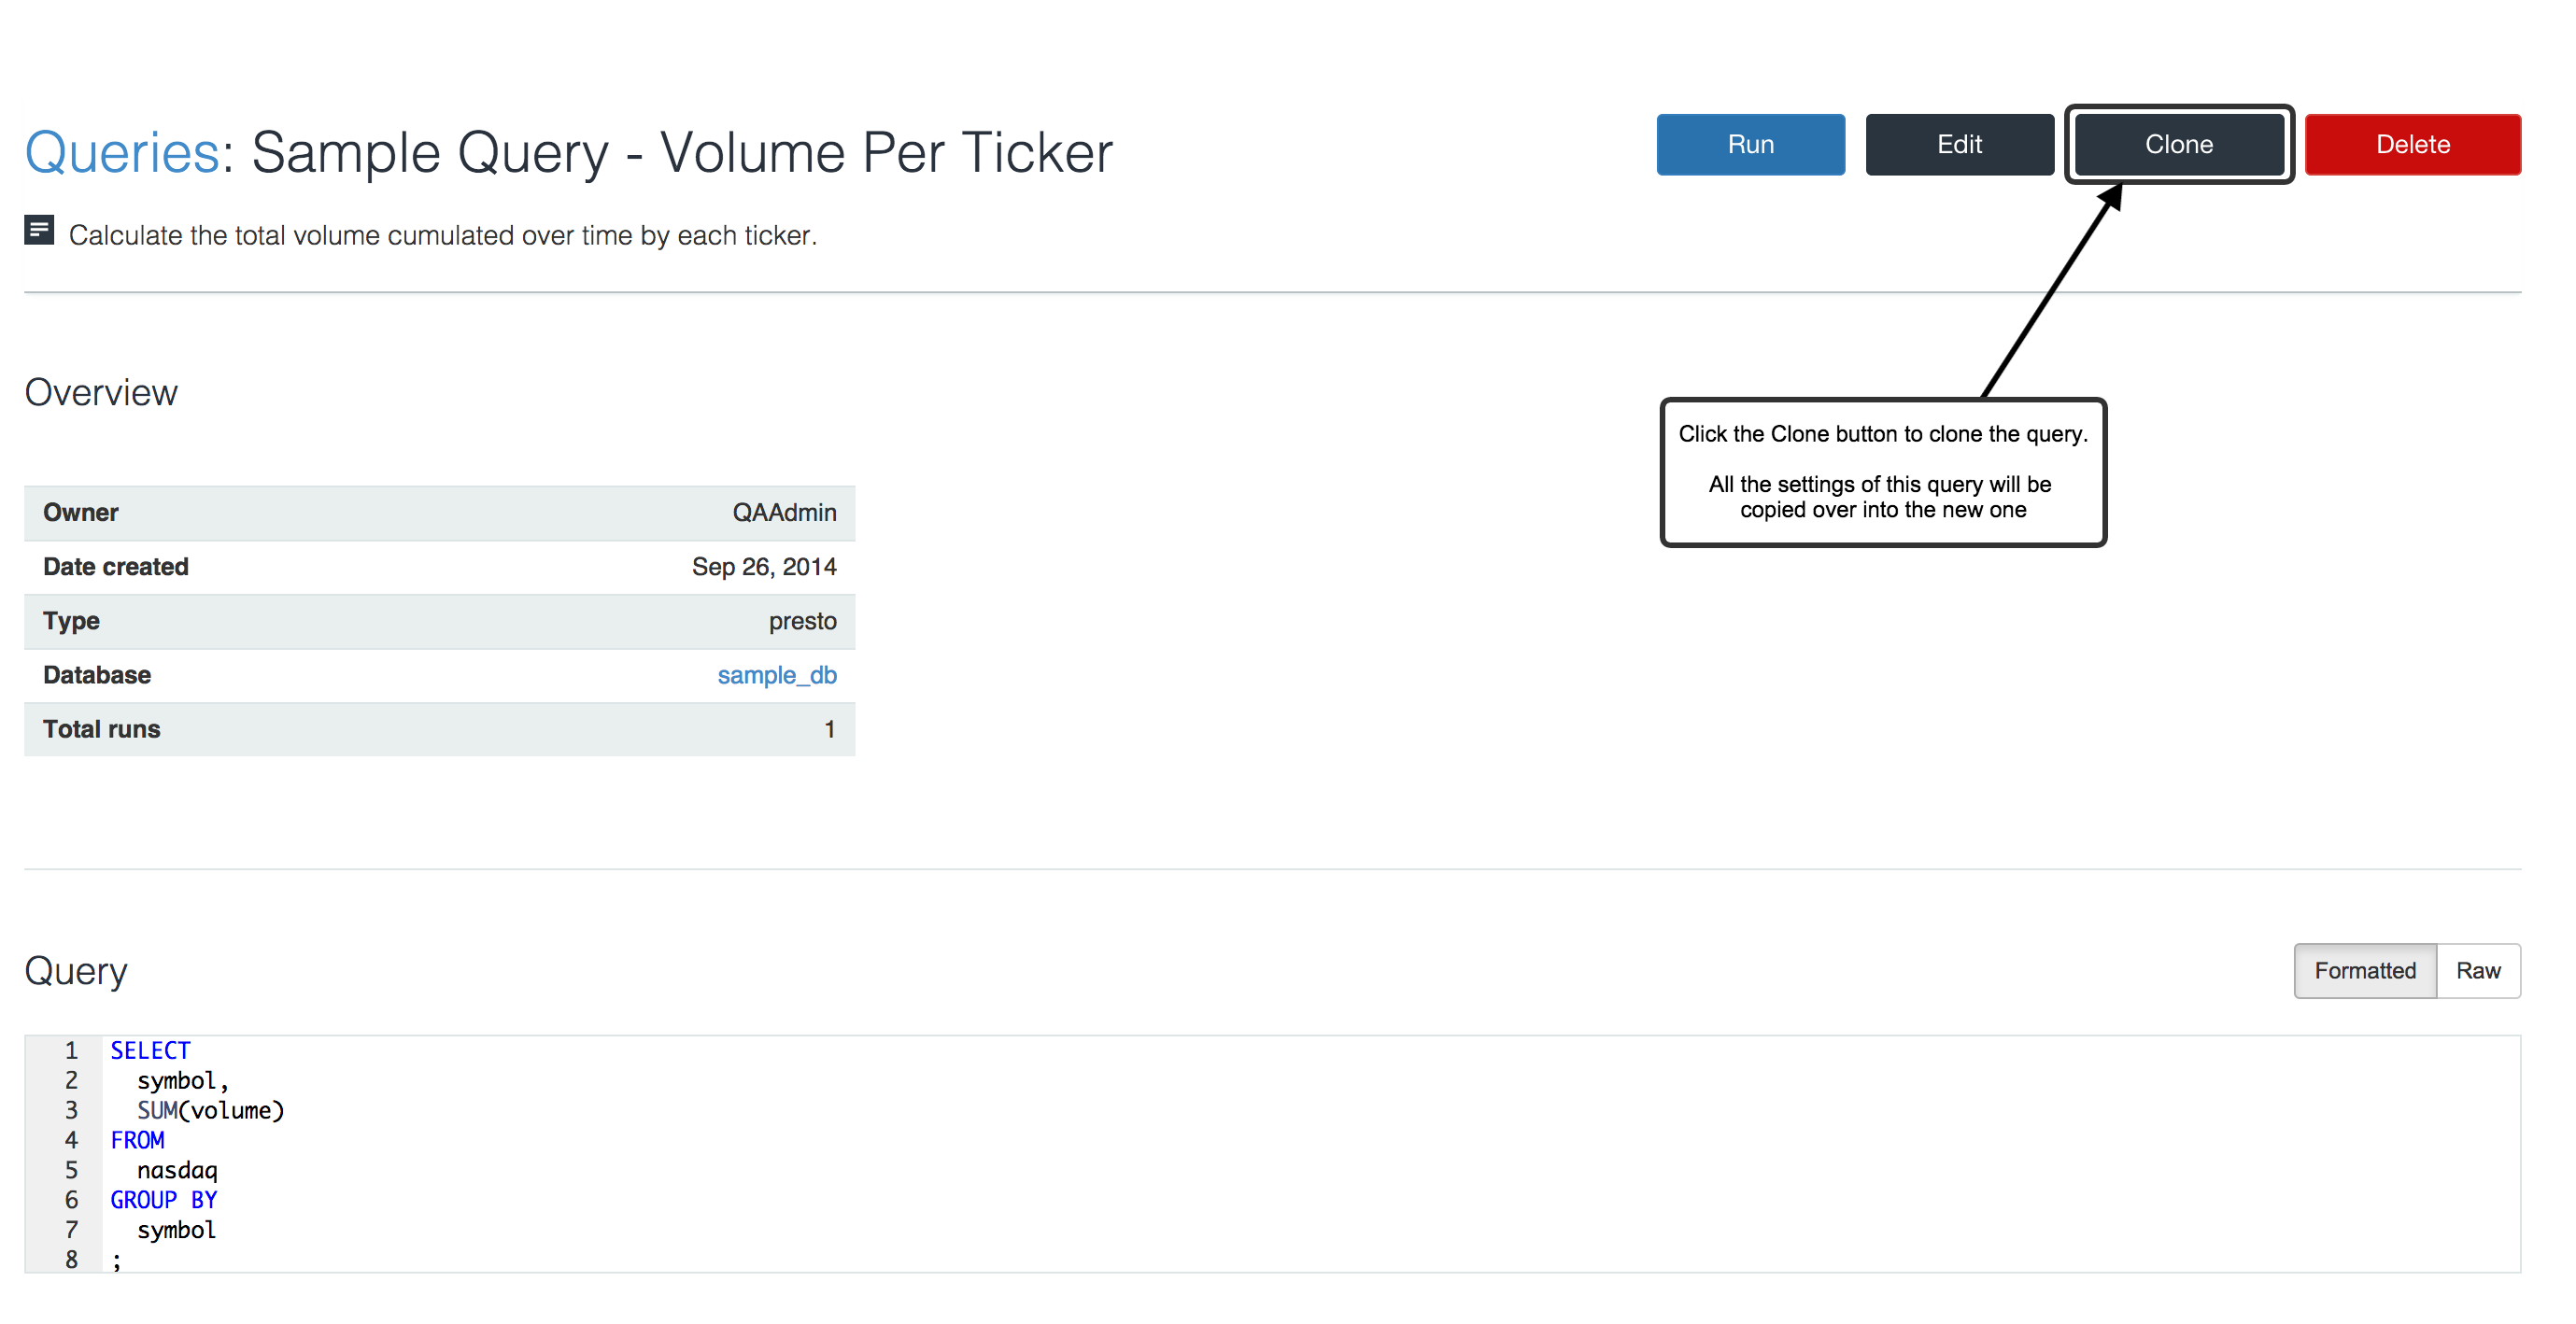 Queries: Sample Query - Volume Per Ticker
Run
Edit
Clone
Delete
Calculate the total volume cumulated over time by each ticker.
Click the Clone button to clone the query.
All the settings of this query will be
copied over into the new one
Overview
Owner QAAdmin
Date created Sep 26, 2014
Type presto
Database sample_db
Total runs 1
Query
Formatted
Raw
1 SELECT
2 symbol,
3 SUM(volume)
4 FROM
5 nasdaq
6 GROUP BY
7 symbol
8 ;